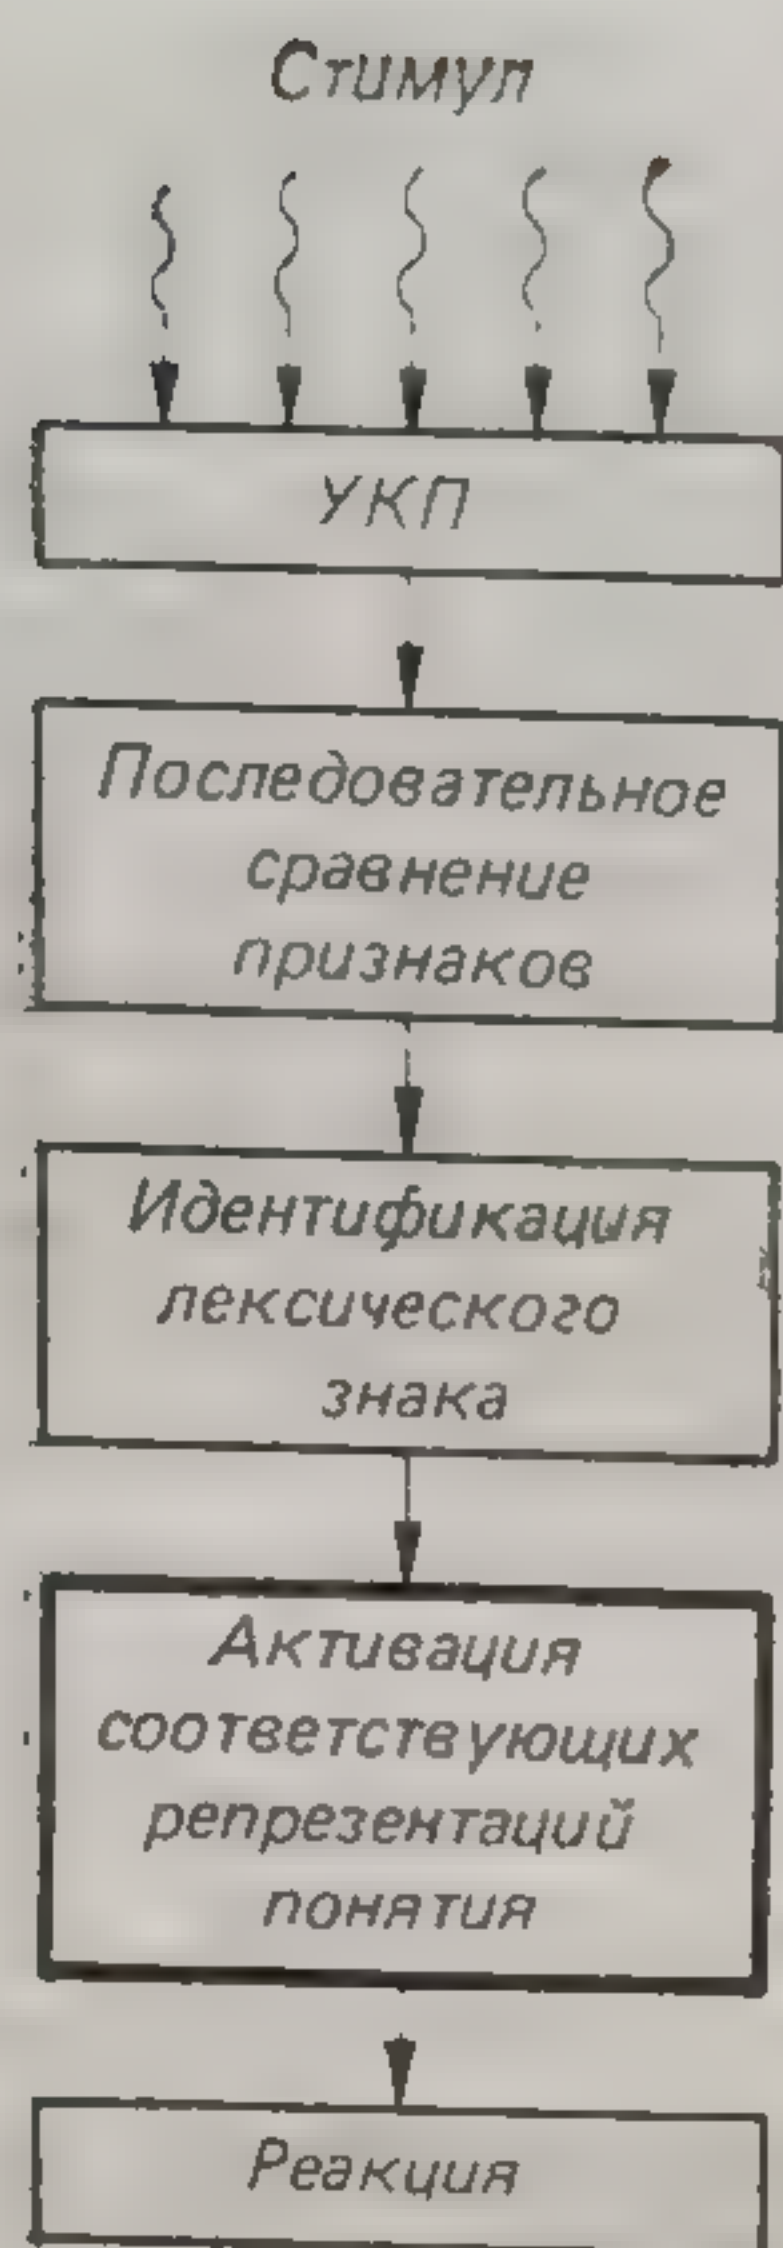 Стимул
УКП
Последовательное
сравнение
признаков
Идентификация
лексического
знака
Активация
соответствующих
репрезентаций
понятия
Реакция